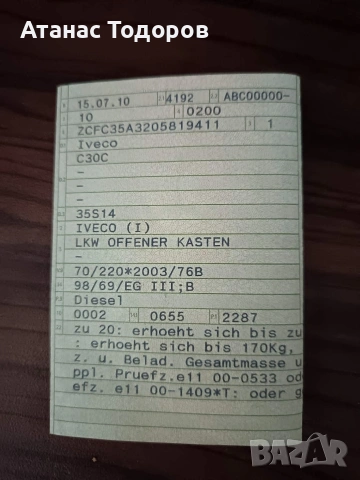 Атанас Тодоров
15.07.10 4192 ABC00000-
10 0200
ZCFC35A3205819411 1
Iveco
C30C
-
-
35S14
IVECO (I)
LKW OFFENER KASTEN
-
70/220*2003/76B
98/69/EG III;B
Diesel
0002 0655 2287
zu 20: erhoeht sich bis zu
: erhoeht sich bis 170Kg,
z. u. Belad. Gesamtmasse u
ppl. Pruefz.e11 00-0533 od
efz. e11 00-1409*T: oder g
BAZAR
bg